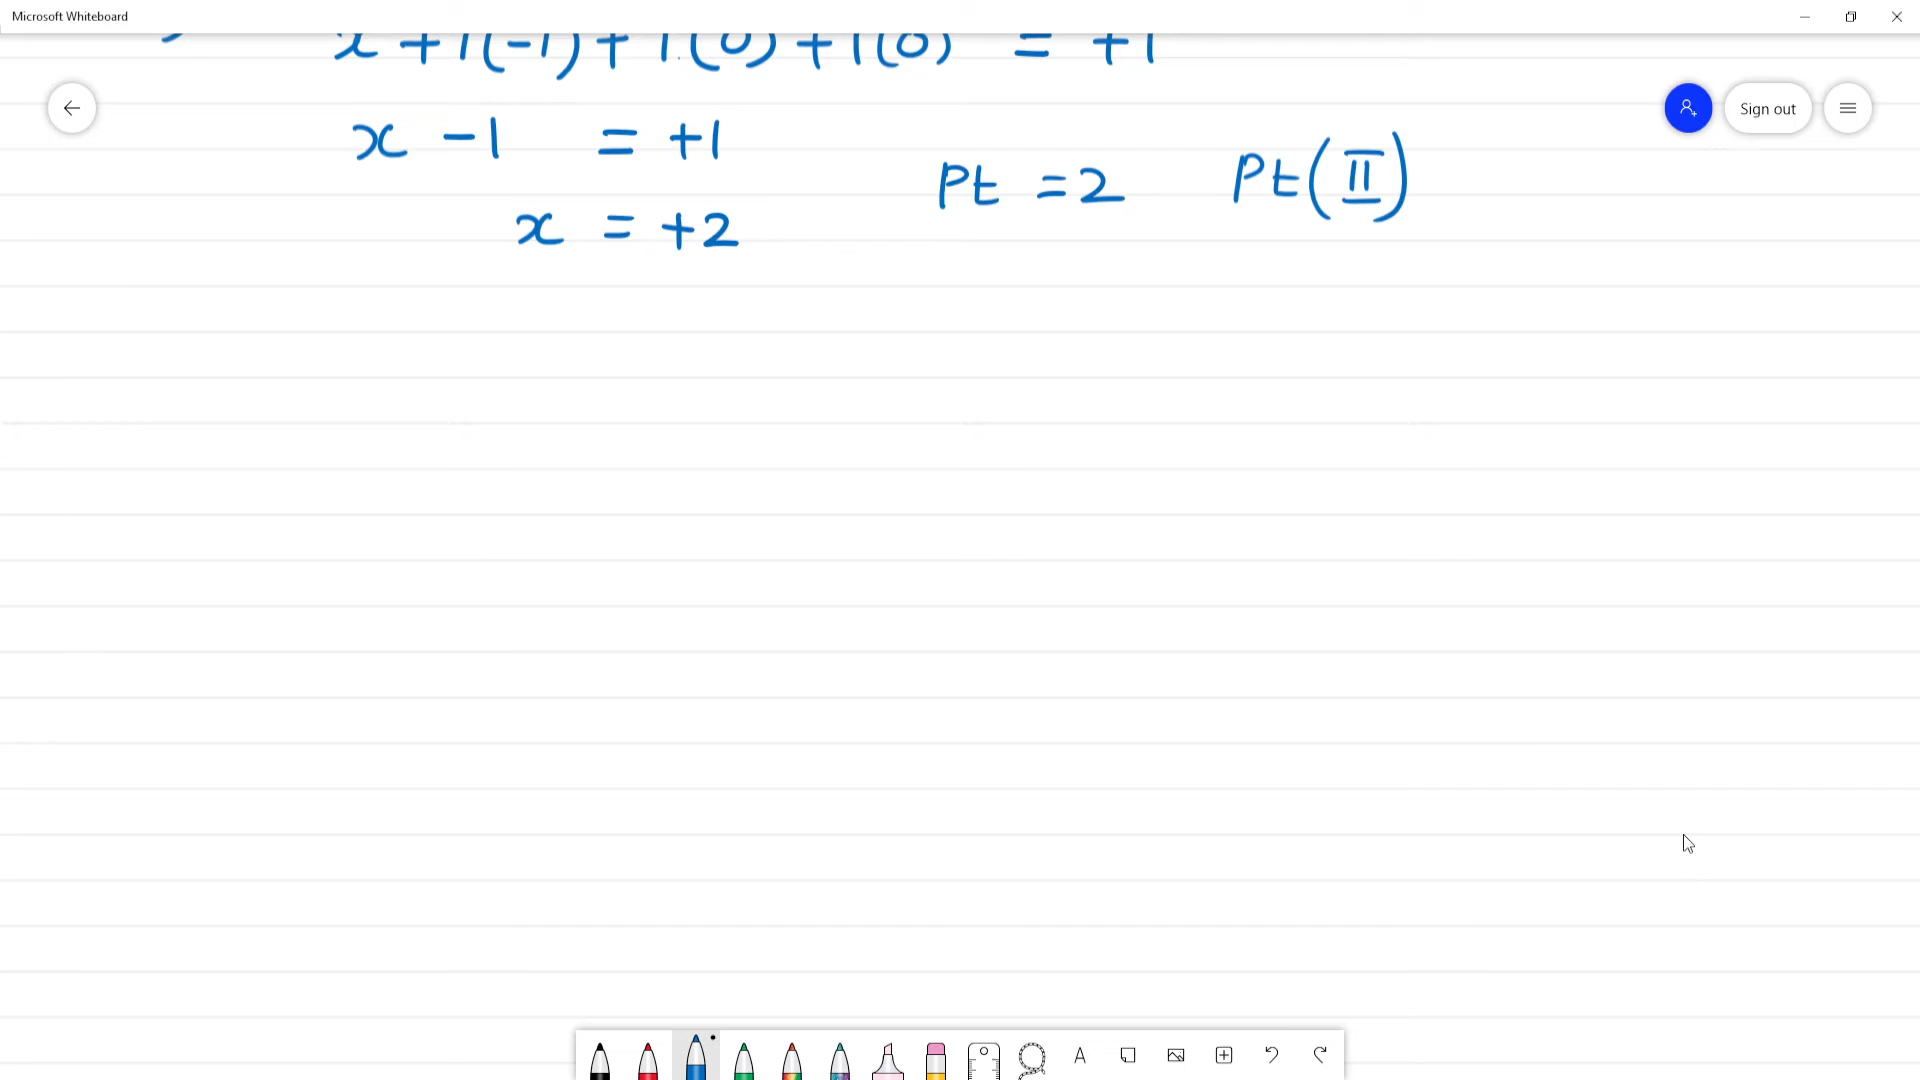 Microsoft Whiteboard
x + 1(-1) + 1(0) + 1(0) = +1
Sign out
x - 1 = +1
Pt = 2 Pt(II)
x = +2
A